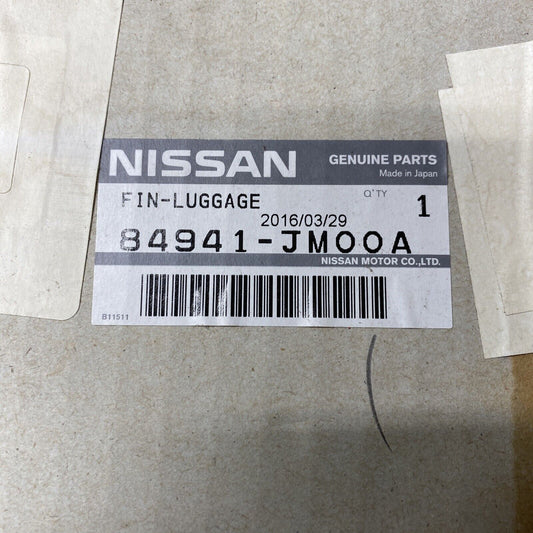 NISSAN GENUINE PARTS
Made in Japan
FIN-LUGGAGE Q'TY 1
2016/03/29
84941-JM00A
NISSAN MOTOR CO.,LTD.
B11511